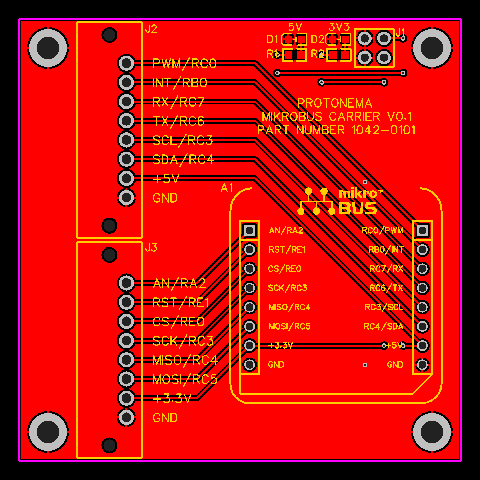 J2
5V
3V3
J1
D1
D2
R1
R2
PWM/RC0
INT/RB0
RX/RC7
TX/RC6
SCL/RC3
SDA/RC4
+5V
GND
PROTONEMA
MIKROBUS CARRIER V0.1
PART NUMBER 1042-0101
A1
mikro
BUS
J3
AN/RA2
RST/RE1
CS/RE0
SCK/RC3
MISO/RC4
MOSI/RC5
+3.3V
GND
AN/RA2 RC0/PWM
RST/RE1 RB0/INT
CS/RE0 RC7/RX
SCK/RC3 RC6/TX
MISO/RC4 RC3/SCL
MOSI/RC5 RC4/SDA
+3.3V +5V
GND GND